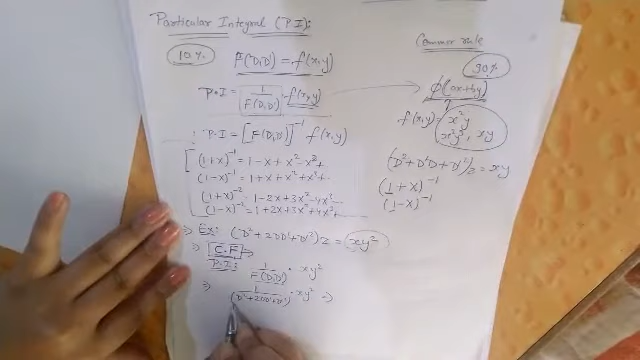 Particular Integral (P.I):
10%
F(D,D') = f(x,y)
P.I = 1/F(D,D') . f(x,y)
∴ P.I = [F(D,D')]⁻¹ f(x,y)
(1+x)⁻¹ = 1-x+x²-x³+
(1-x)⁻¹ = 1+x+x²+x³+
(1+x)⁻² = 1-2x+3x²-4x³...
(1-x)⁻² = 1+2x+3x²+4x³...
⇒ Ex: (D²+2DD'+D'²)Z = xy²
⇒ C.F ⇒
P.I: 1/F(D,D') . xy²
⇒ 1/(D²+2DD'+D'²) . xy² ⇒
Common rule
30%
φ(ax+by)
f(x,y) = x²y
x²y², xy
(D²+D'D+D'²)z = xy
(1+x)⁻¹
(1-x)⁻¹